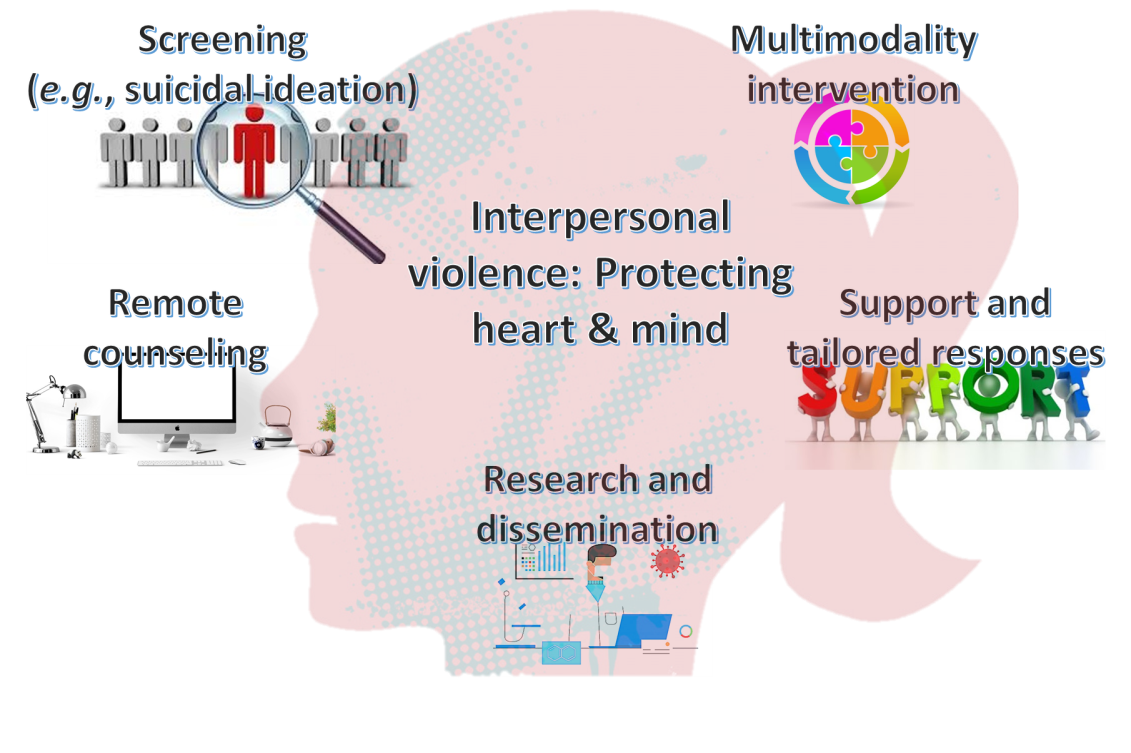 Screening
(e.g., suicidal ideation)
Multimodality
intervention
Interpersonal
violence: Protecting
heart & mind
Remote
counseling
Support and
tailored responses
SUPPORT
Research and
dissemination